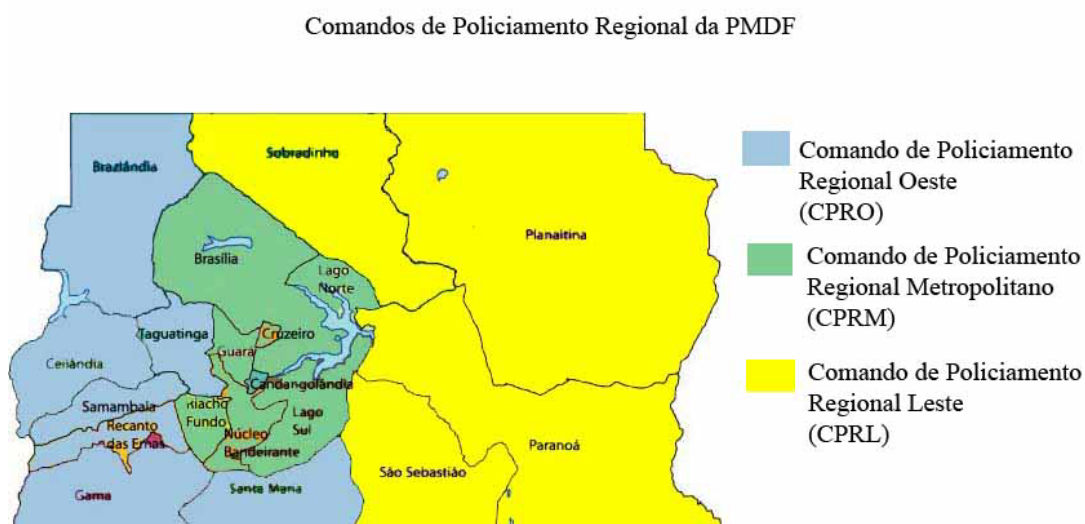 Comandos de Policiamento Regional da PMDF
Brazlândia
Sobradinho
Planaltina
Brasília
Lago
Norte
Taguatinga
Cruzeiro
Guará
Ceilândia
Candangolândia
Samambaia
Riacho
Fundo
Lago
Sul
Recanto
das Emas
Núcleo
Bandeirante
Paranoá
São Sebastião
Gama
Santa Maria
Comando de Policiamento
Regional Oeste
(CPRO)
Comando de Policiamento
Regional Metropolitano
(CPRM)
Comando de Policiamento
Regional Leste
(CPRL)